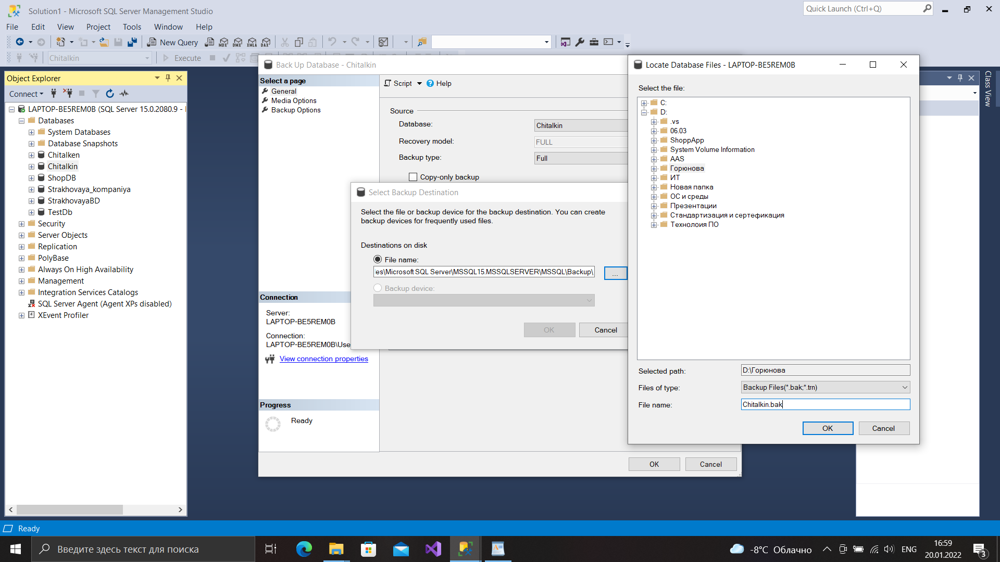 Solution1 - Microsoft SQL Server Management Studio
Quick Launch (Ctrl+Q)
File Edit View Project Tools Window Help
New Query MDX DMX XMLA DAX
Chitalkin Execute
Object Explorer
Connect
LAPTOP-BE5REM0B (SQL Server 15.0.2080.9 -
Databases
System Databases
Database Snapshots
Chitalken
Chitalkin
ShopDB
Strakhovaya_kompaniya
StrakhovayaBD
TestDb
Security
Server Objects
Replication
PolyBase
Always On High Availability
Management
Integration Services Catalogs
SQL Server Agent (Agent XPs disabled)
XEvent Profiler
Back Up Database - Chitalkin
Select a page
General
Media Options
Backup Options
Connection
Server:
LAPTOP-BE5REM0B
Connection:
LAPTOP-BE5REM0B\Use
View connection properties
Progress
Ready
Script Help
Source
Database: Chitalkin
Recovery model: FULL
Backup type: Full
Copy-only backup
OK Cancel
Select Backup Destination
Select the file or backup device for the backup destination. You can create
backup devices for frequently used files.
Destinations on disk
File name:
es\Microsoft SQL Server\MSSQL15.MSSQLSERVER\MSSQL\Backup\ ...
Backup device:
OK Cancel
Locate Database Files - LAPTOP-BE5REM0B
Select the file:
C:
D:
.vs
06.03
ShoppApp
System Volume Information
AAS
Горюнова
ИТ
Новая папка
ОС и среды
Презентации
Стандартизация и сертефикация
Технолоия ПО
Selected path: D:\Горюнова
Files of type: Backup Files(*.bak;*.trn)
File name: Chitalkin.bak
OK Cancel
Class View
Ready
Введите здесь текст для поиска
-8°C Облачно
ENG
16:59
20.01.2022
3